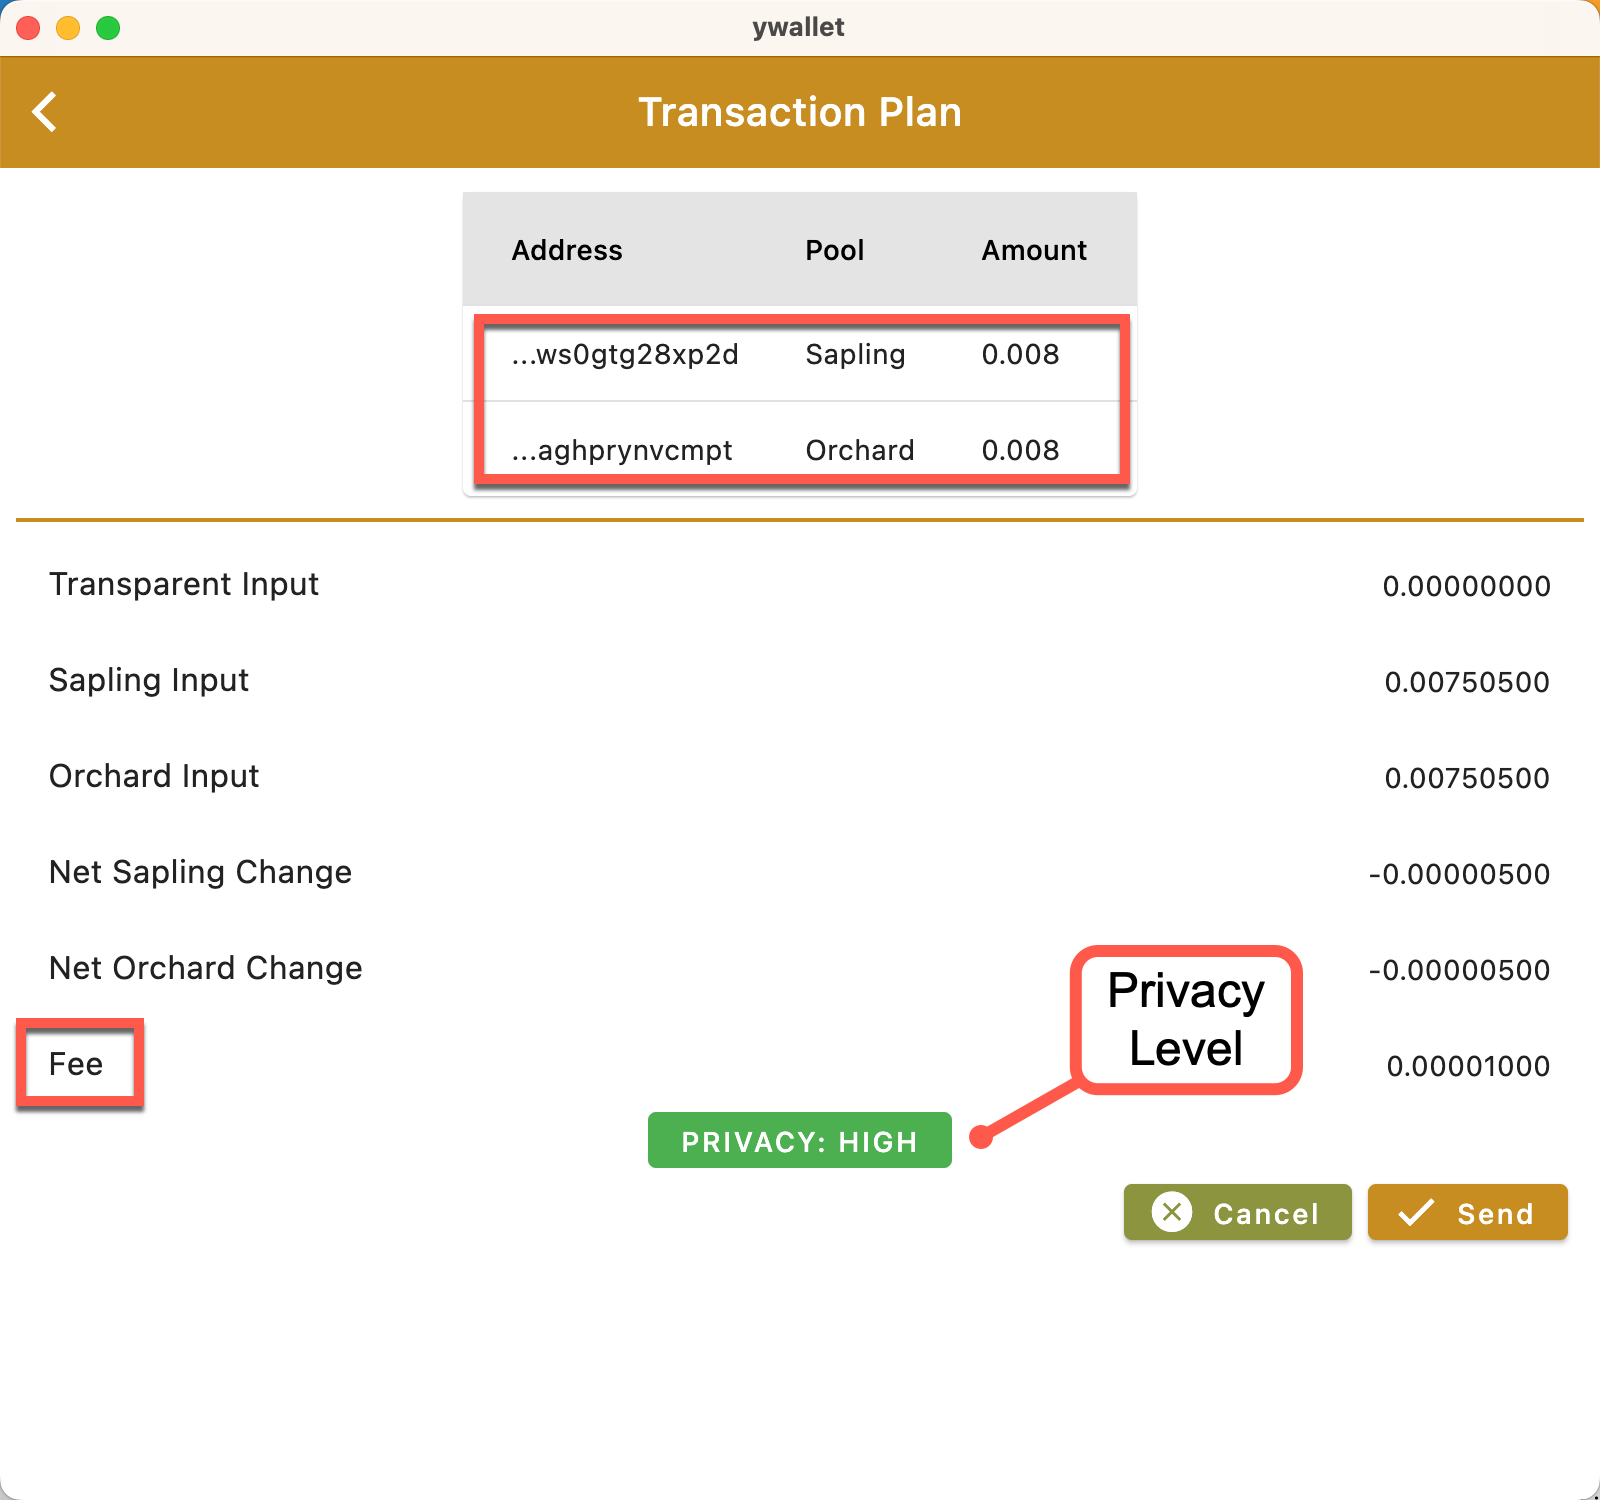 ywallet
Transaction Plan
Address Pool Amount
...ws0gtg28xp2d Sapling 0.008
...aghprynvcmpt Orchard 0.008
Transparent Input 0.00000000
Sapling Input 0.00750500
Orchard Input 0.00750500
Net Sapling Change -0.00000500
Net Orchard Change -0.00000500
Privacy
Level
Fee 0.00001000
PRIVACY: HIGH
Cancel Send